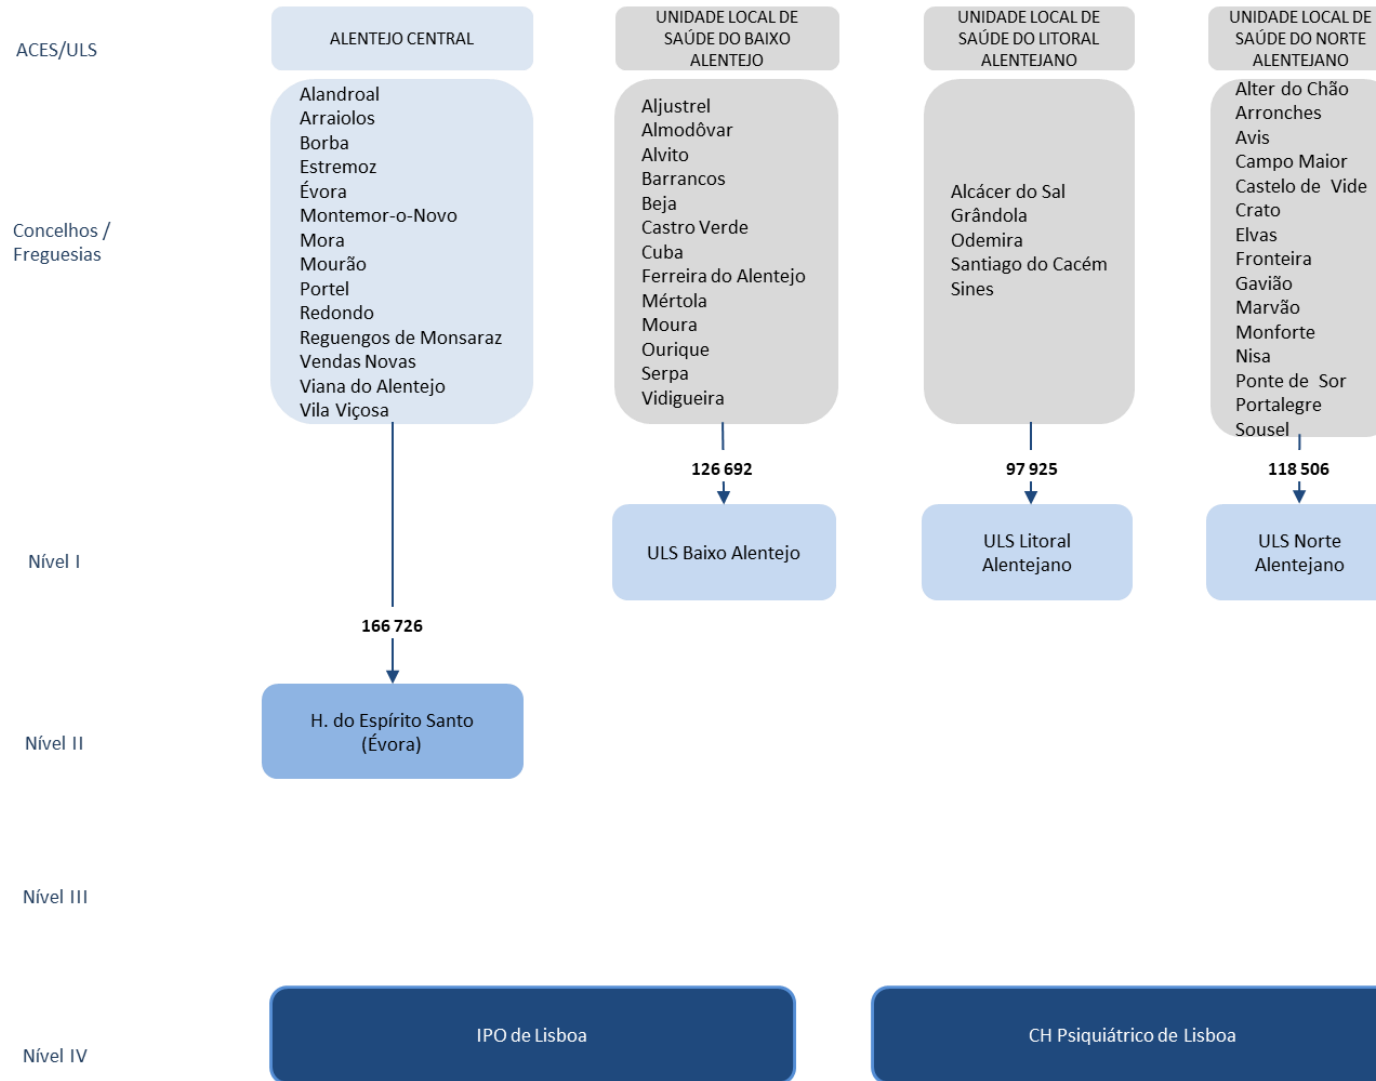 ACES/ULS
ALENTEJO CENTRAL
UNIDADE LOCAL DE
SAÚDE DO BAIXO
ALENTEJO
UNIDADE LOCAL DE
SAÚDE DO LITORAL
ALENTEJANO
UNIDADE LOCAL DE
SAÚDE DO NORTE
ALENTEJANO
Concelhos /
Freguesias
Alandroal
Arraiolos
Borba
Estremoz
Évora
Montemor-o-Novo
Mora
Mourão
Portel
Redondo
Reguengos de Monsaraz
Vendas Novas
Viana do Alentejo
Vila Viçosa
Aljustrel
Almodôvar
Alvito
Barrancos
Beja
Castro Verde
Cuba
Ferreira do Alentejo
Mértola
Moura
Ourique
Serpa
Vidigueira
Alcácer do Sal
Grândola
Odemira
Santiago do Cacém
Sines
Alter do Chão
Arronches
Avis
Campo Maior
Castelo de Vide
Crato
Elvas
Fronteira
Gavião
Marvão
Monforte
Nisa
Ponte de Sor
Portalegre
Sousel
126 692
97 925
118 506
Nível I
ULS Baixo Alentejo
ULS Litoral
Alentejano
ULS Norte
Alentejano
166 726
Nível II
H. do Espírito Santo
(Évora)
Nível III
Nível IV
IPO de Lisboa
CH Psiquiátrico de Lisboa